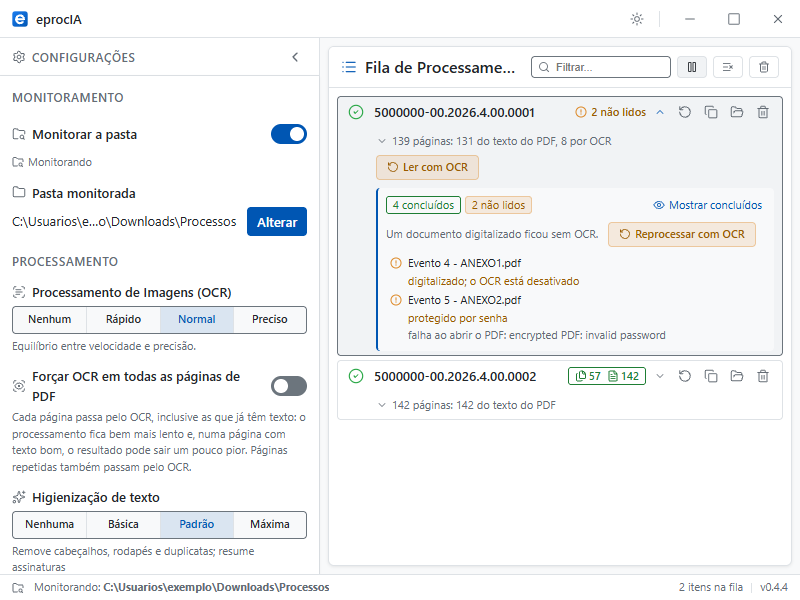 eprocIA
CONFIGURAÇÕES
MONITORAMENTO
Monitorar a pasta
Monitorando
Pasta monitorada
C:\Usuarios\e...o\Downloads\Processos
Alterar
PROCESSAMENTO
Processamento de Imagens (OCR)
Nenhum Rápido Normal Preciso
Equilíbrio entre velocidade e precisão.
Forçar OCR em todas as páginas de
PDF
Cada página passa pelo OCR, inclusive as que já têm texto: o
processamento fica bem mais lento e, numa página com
texto bom, o resultado pode sair um pouco pior. Páginas
repetidas também passam pelo OCR.
Higienização de texto
Nenhuma Básica Padrão Máxima
Remove cabeçalhos, rodapés e duplicatas; resume
assinaturas
Fila de Processame...
Filtrar...
5000000-00.2026.4.00.0001
2 não lidos
139 páginas: 131 do texto do PDF, 8 por OCR
Ler com OCR
4 concluídos 2 não lidos
Mostrar concluídos
Um documento digitalizado ficou sem OCR.
Reprocessar com OCR
Evento 4 - ANEXO1.pdf
digitalizado; o OCR está desativado
Evento 5 - ANEXO2.pdf
protegido por senha
falha ao abrir o PDF: encrypted PDF: invalid password
5000000-00.2026.4.00.0002
57 142
142 páginas: 142 do texto do PDF
Monitorando: C:\Usuarios\exemplo\Downloads\Processos
2 itens na fila
v0.4.4